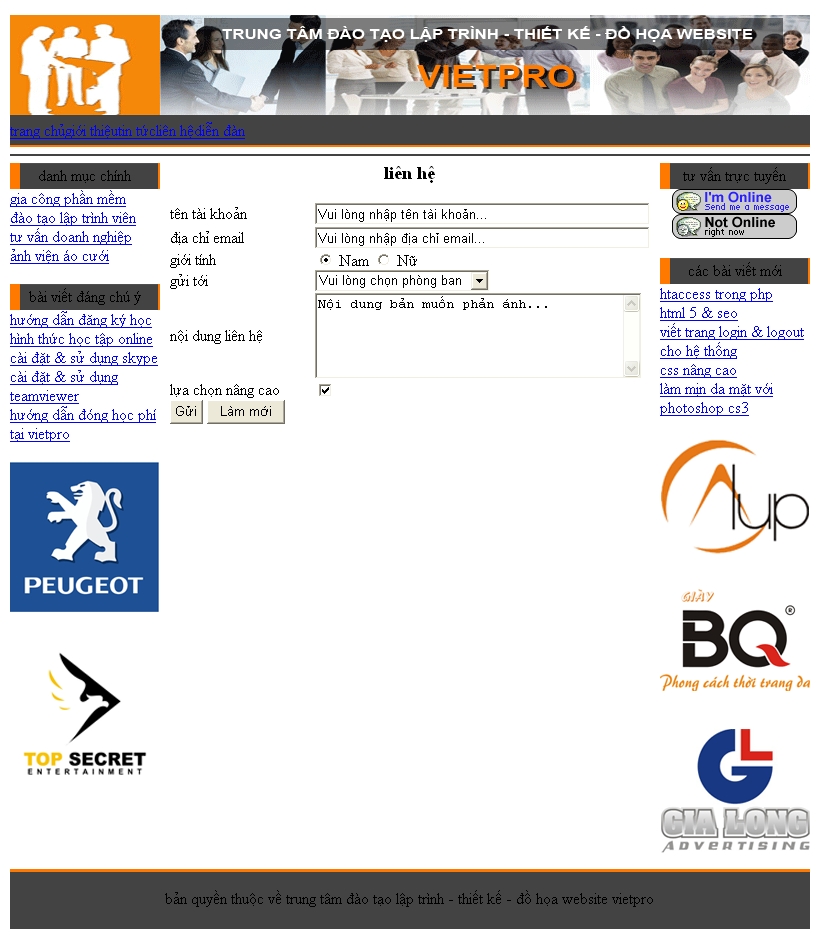 TRUNG TÂM ĐÀO TẠO LẬP TRÌNH - THIẾT KẾ - ĐỒ HỌA WEBSITE
VIETPRO
trang chủgiới thiệutin tứcliên hệdiễn đàn
danh mục chính
gia công phần mềm
đào tạo lập trình viên
tư vấn doanh nghiệp
ảnh viện áo cưới
bài viết đáng chú ý
hướng dẫn đăng ký học
hình thức học tập online
cài đặt & sử dụng skype
cài đặt & sử dụng
teamviewer
hướng dẫn đóng học phí
tại vietpro
PEUGEOT
TOP SECRET
ENTERTAINMENT
liên hệ
tên tài khoản
Vui lòng nhập tên tài khoản...
địa chỉ email
Vui lòng nhập địa chỉ email...
giới tính
Nam
Nữ
gửi tới
Vui lòng chọn phòng ban
nội dung liên hệ
Nội dung bản muốn phản ánh...
lựa chọn nâng cao
Gửi
Làm mới
tư vấn trực tuyến
I'm Online
Send me a message
Not Online
right now
các bài viết mới
htaccess trong php
html 5 & seo
viết trang login & logout
cho hệ thống
css nâng cao
làm mịn da mặt với
photoshop cs3
Alup
GIÀY
BQ®
Phong cách thời trang da
GL
GIA LONG
ADVERTISING
bản quyền thuộc về trung tâm đào tạo lập trình - thiết kế - đồ họa website vietpro